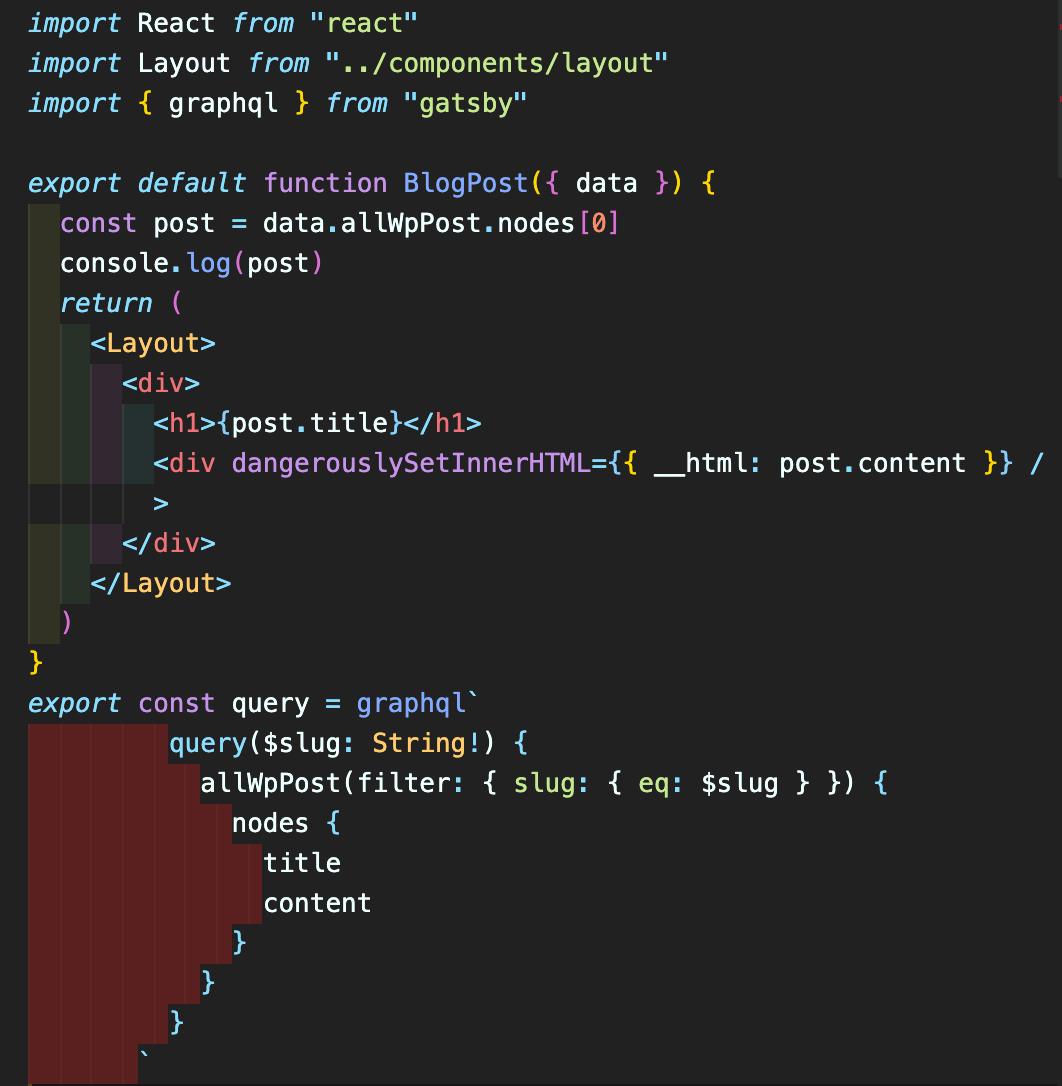 import React from "react"
import Layout from "../components/layout"
import { graphql } from "gatsby"

export default function BlogPost({ data }) {
  const post = data.allWpPost.nodes[0]
  console.log(post)
  return (
    <Layout>
      <div>
        <h1>{post.title}</h1>
        <div dangerouslySetInnerHTML={{ __html: post.content }} /
        >
      </div>
    </Layout>
  )
}
export const query = graphql`
         query($slug: String!) {
           allWpPost(filter: { slug: { eq: $slug } }) {
             nodes {
               title
               content
             }
           }
         }
       `